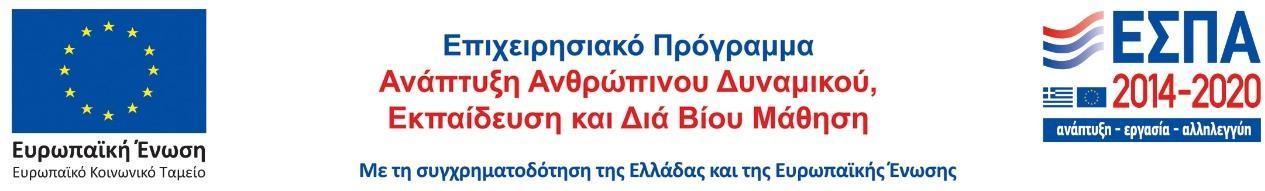 Ευρωπαϊκή Ένωση
Ευρωπαϊκό Κοινωνικό Ταμείο
Επιχειρησιακό Πρόγραμμα
Ανάπτυξη Ανθρώπινου Δυναμικού,
Εκπαίδευση και Διά Βίου Μάθηση
Με τη συγχρηματοδότηση της Ελλάδας και της Ευρωπαϊκής Ένωσης
ΕΣΠΑ
2014-2020
ανάπτυξη - εργασία - αλληλεγγύη